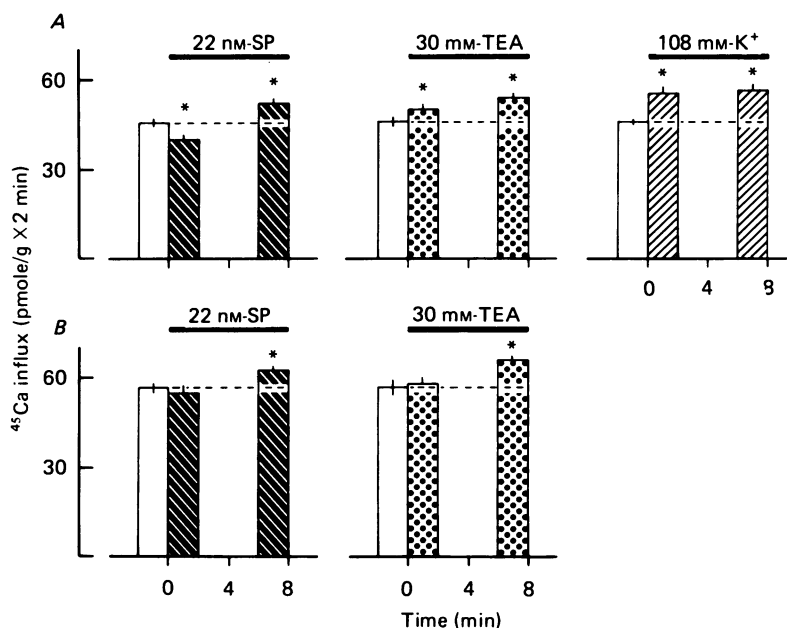 A
22 nM-SP
30 mM-TEA
108 mM-K⁺
* * * * * *
60
30
0 4 8
B
22 nM-SP
30 mM-TEA
* *
60
30
0 4 8
0 4 8
⁴⁵Ca influx (pmole/g X 2 min)
Time (min)